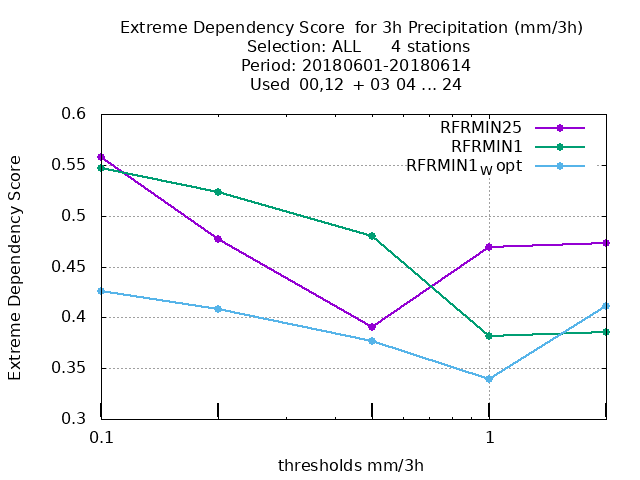 Extreme Dependency Score  for 3h Precipitation (mm/3h)
Selection: ALL      4 stations
Period: 20180601-20180614
Used  00,12  + 03 04 ... 24
RFRMIN25
RFRMIN1
RFRMIN1W opt
0.6
0.55
0.5
0.45
0.4
0.35
0.3
Extreme Dependency Score
0.1
1
thresholds mm/3h